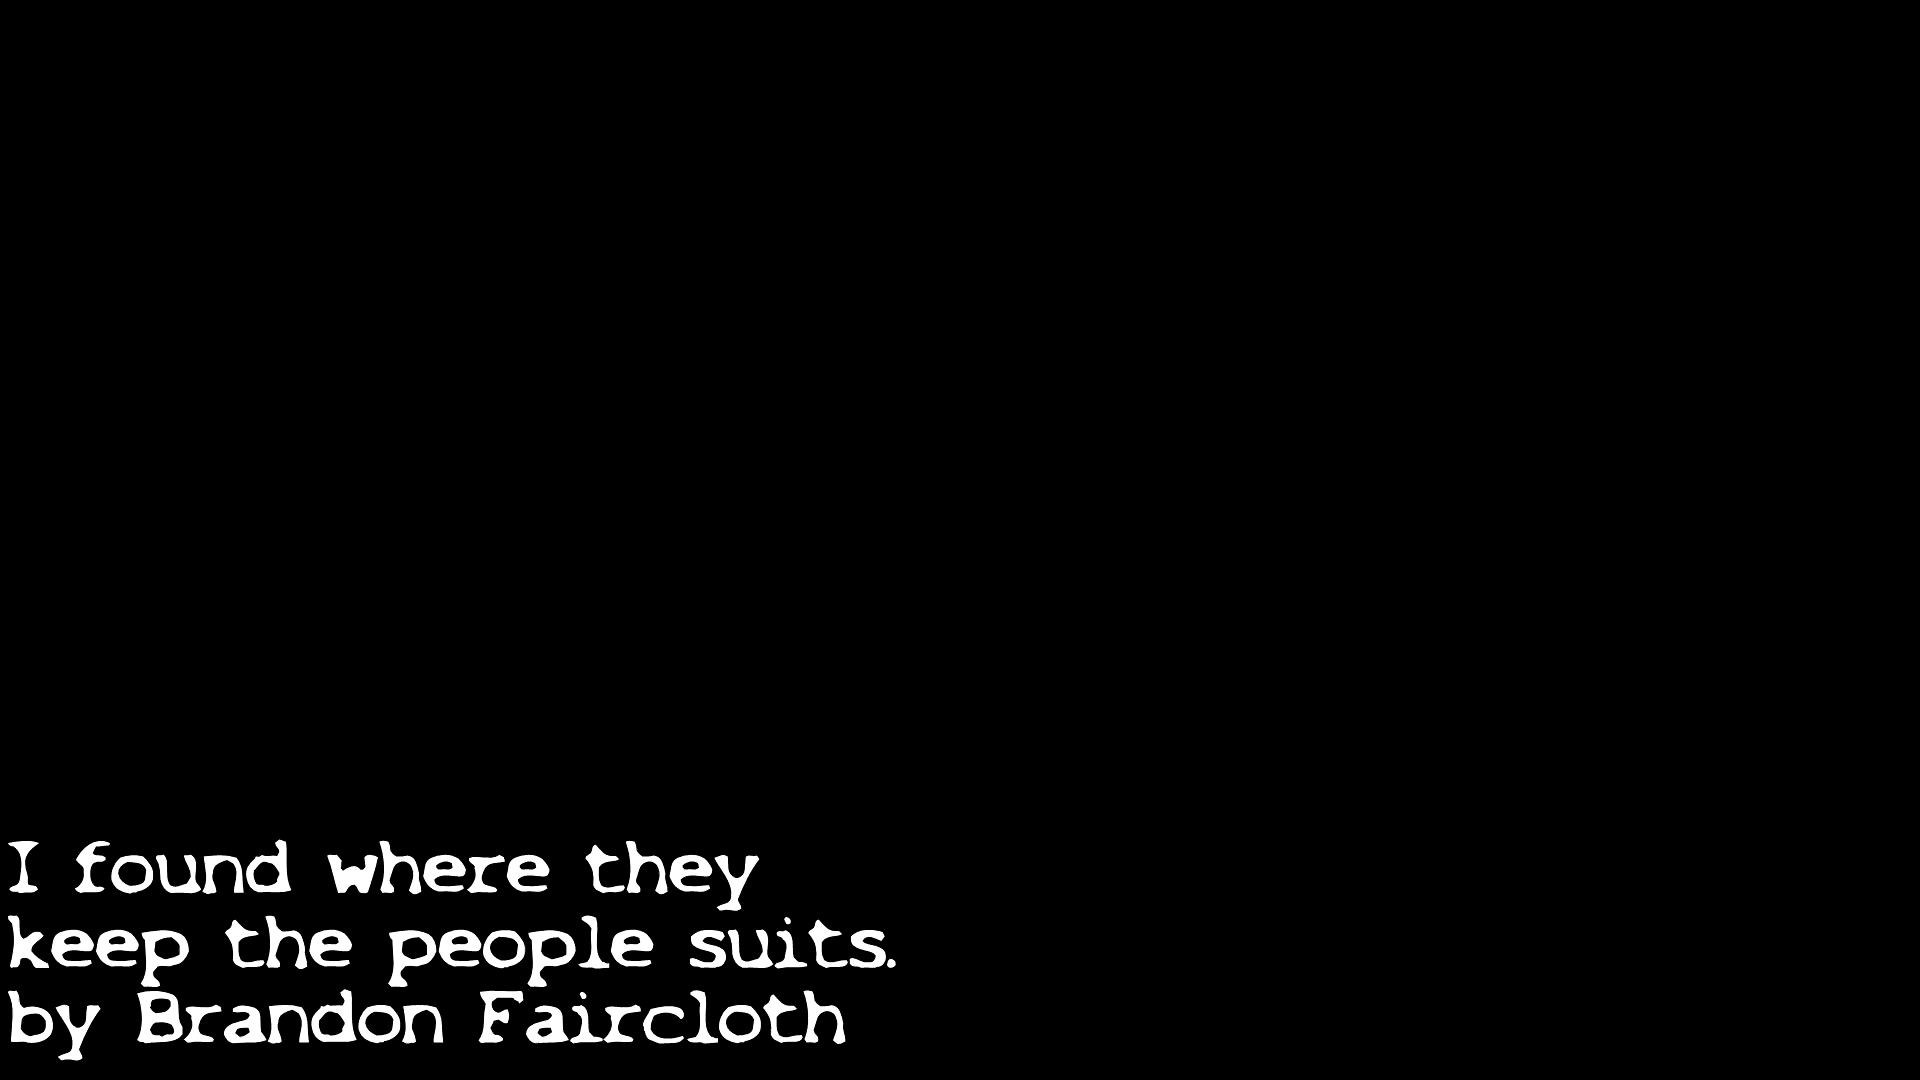 I found where they
keep the people suits.
by Brandon Faircloth